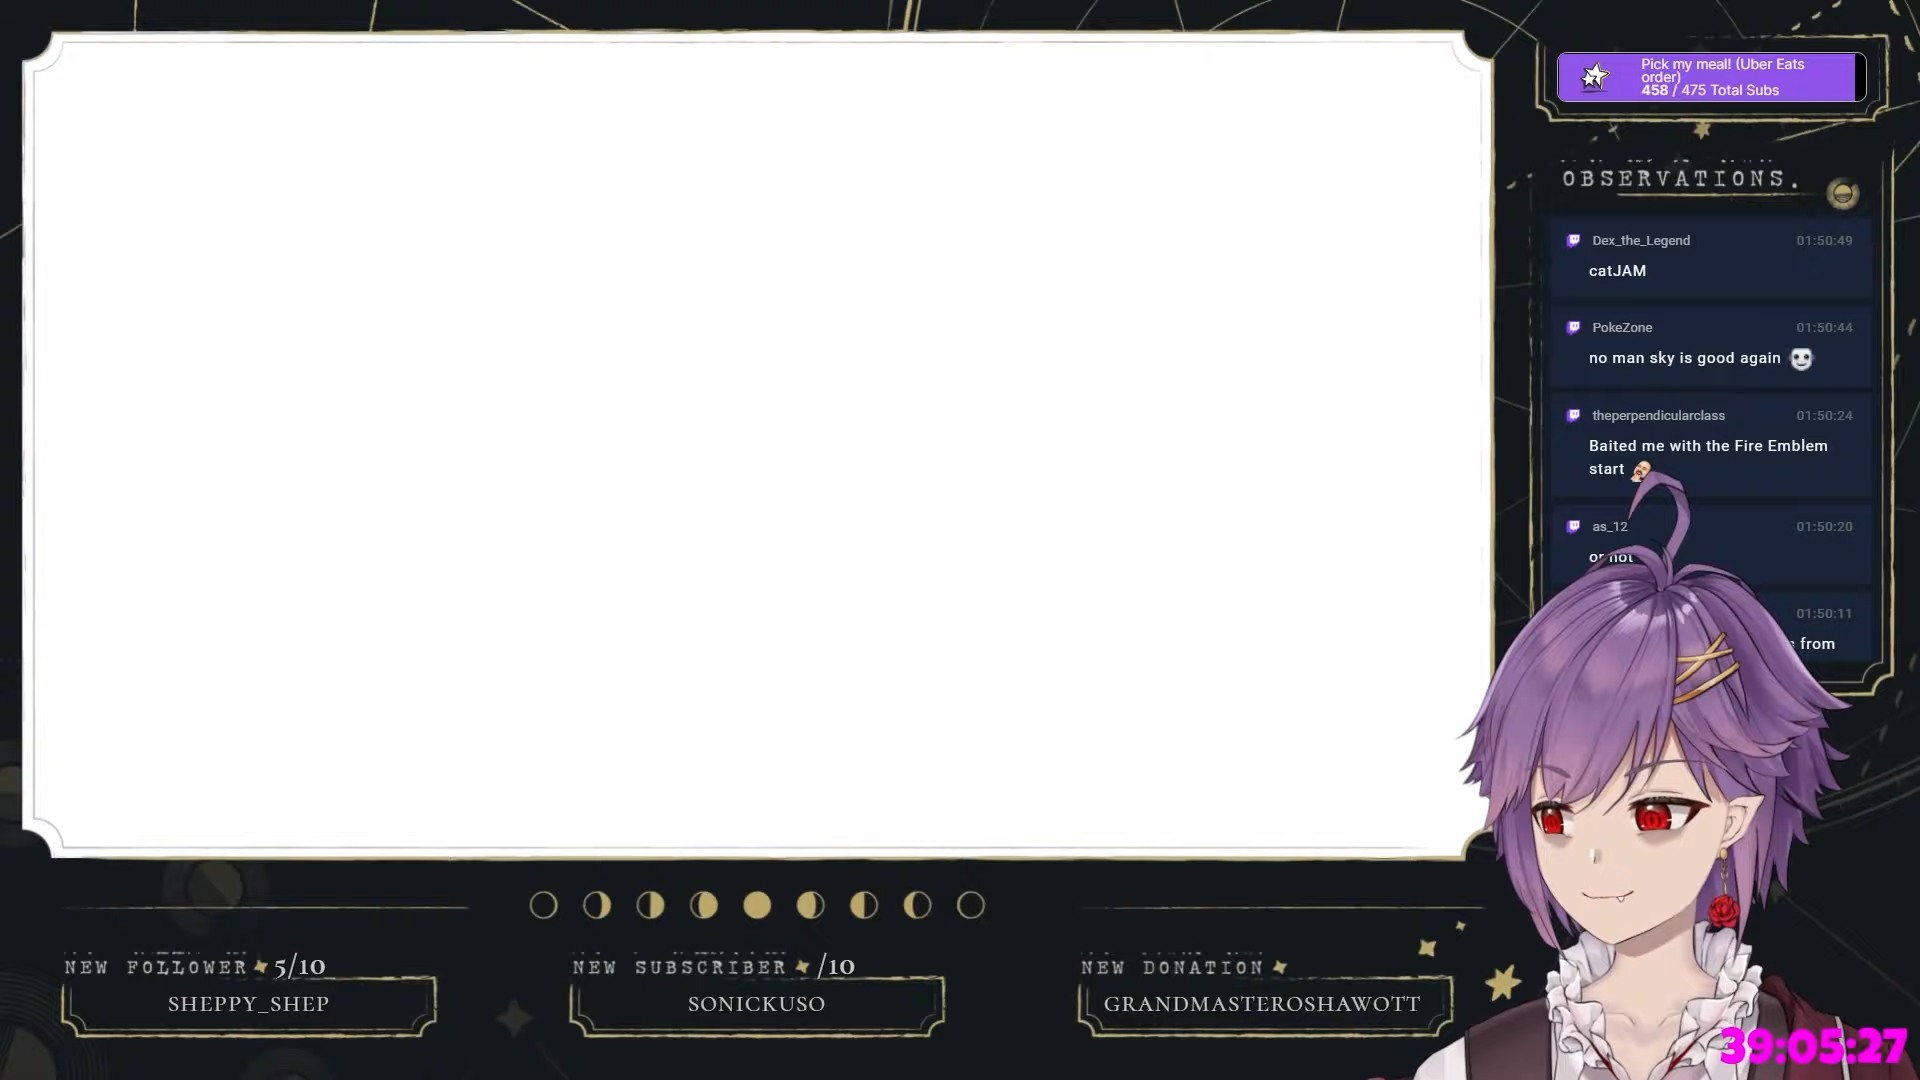 Pick my meal! (Uber Eats
order)
458 / 475 Total Subs
OBSERVATIONS.
Dex_the_Legend 01:50:49
catJAM
PokeZone 01:50:44
no man sky is good again
theperpendicularclass 01:50:24
Baited me with the Fire Emblem
start
as_12 01:50:20
or not
01:50:11
from
NEW FOLLOWER 5/10
SHEPPY_SHEP
NEW SUBSCRIBER /10
SONICKUSO
NEW DONATION
GRANDMASTEROSHAWOTT
39:05:27